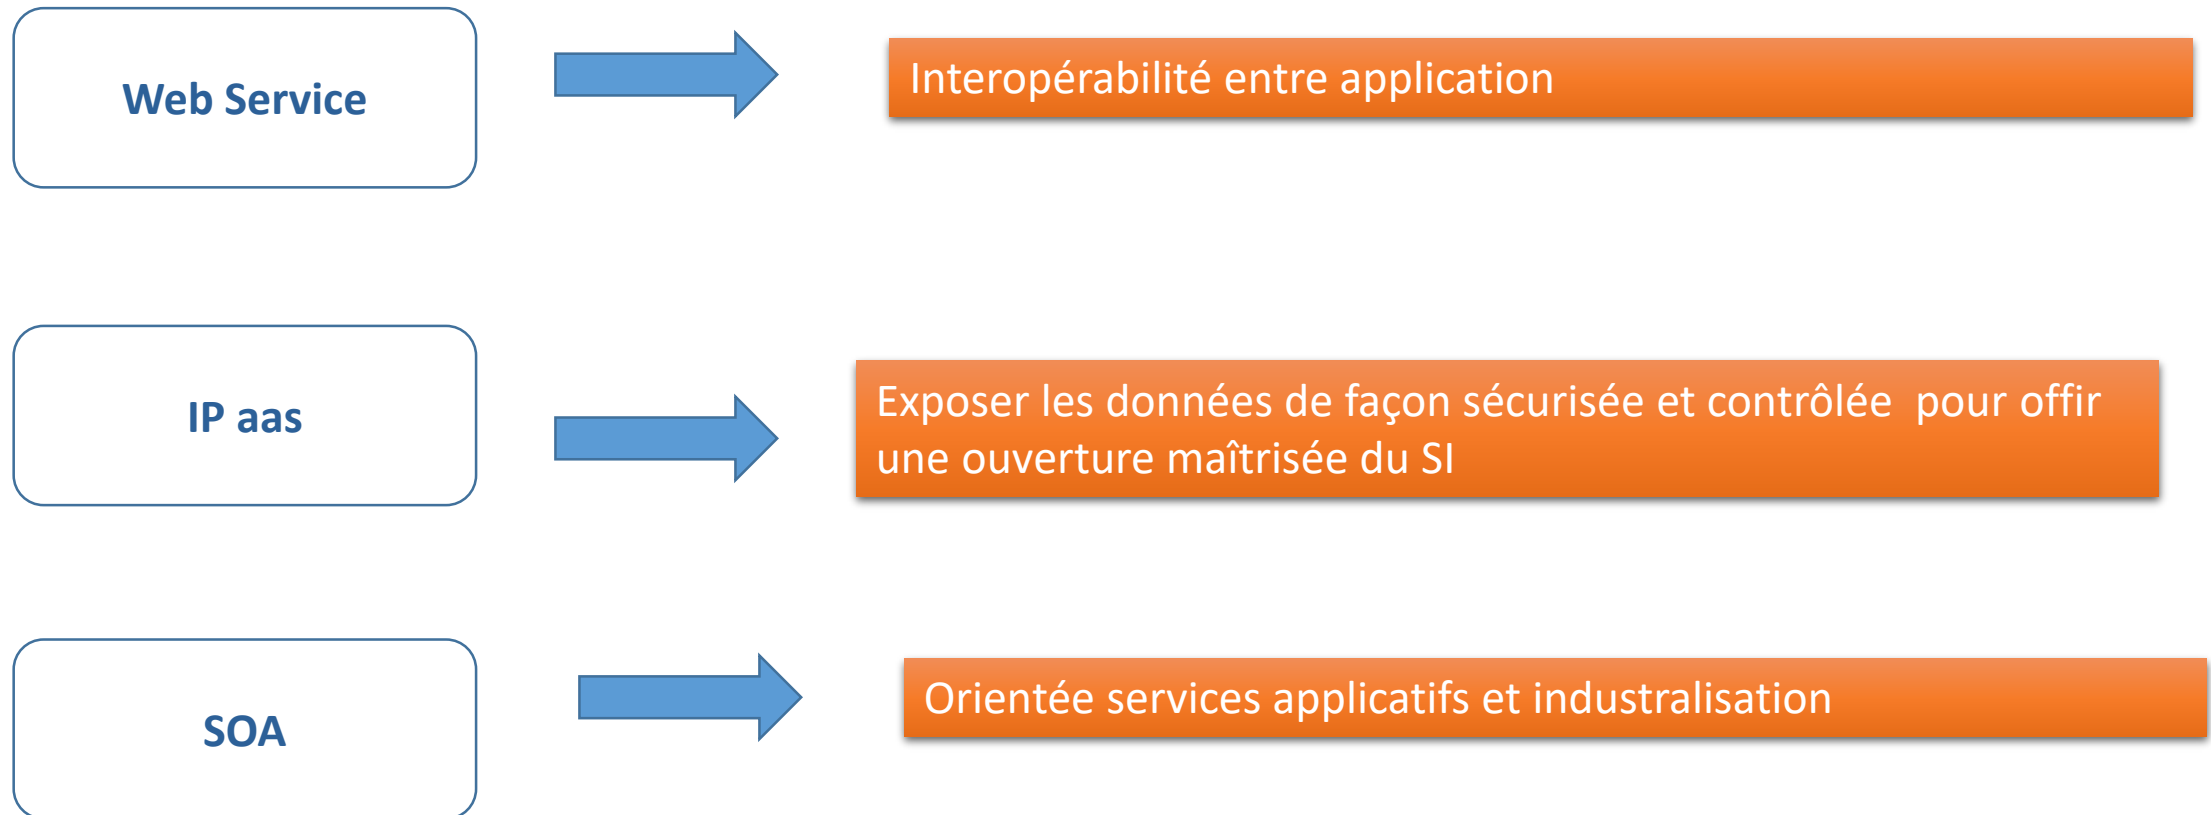 Web Service
Interopérabilité entre application
IP aas
Exposer les données de façon sécurisée et contrôlée  pour offir
une ouverture maîtrisée du SI
SOA
Orientée services applicatifs et industralisation